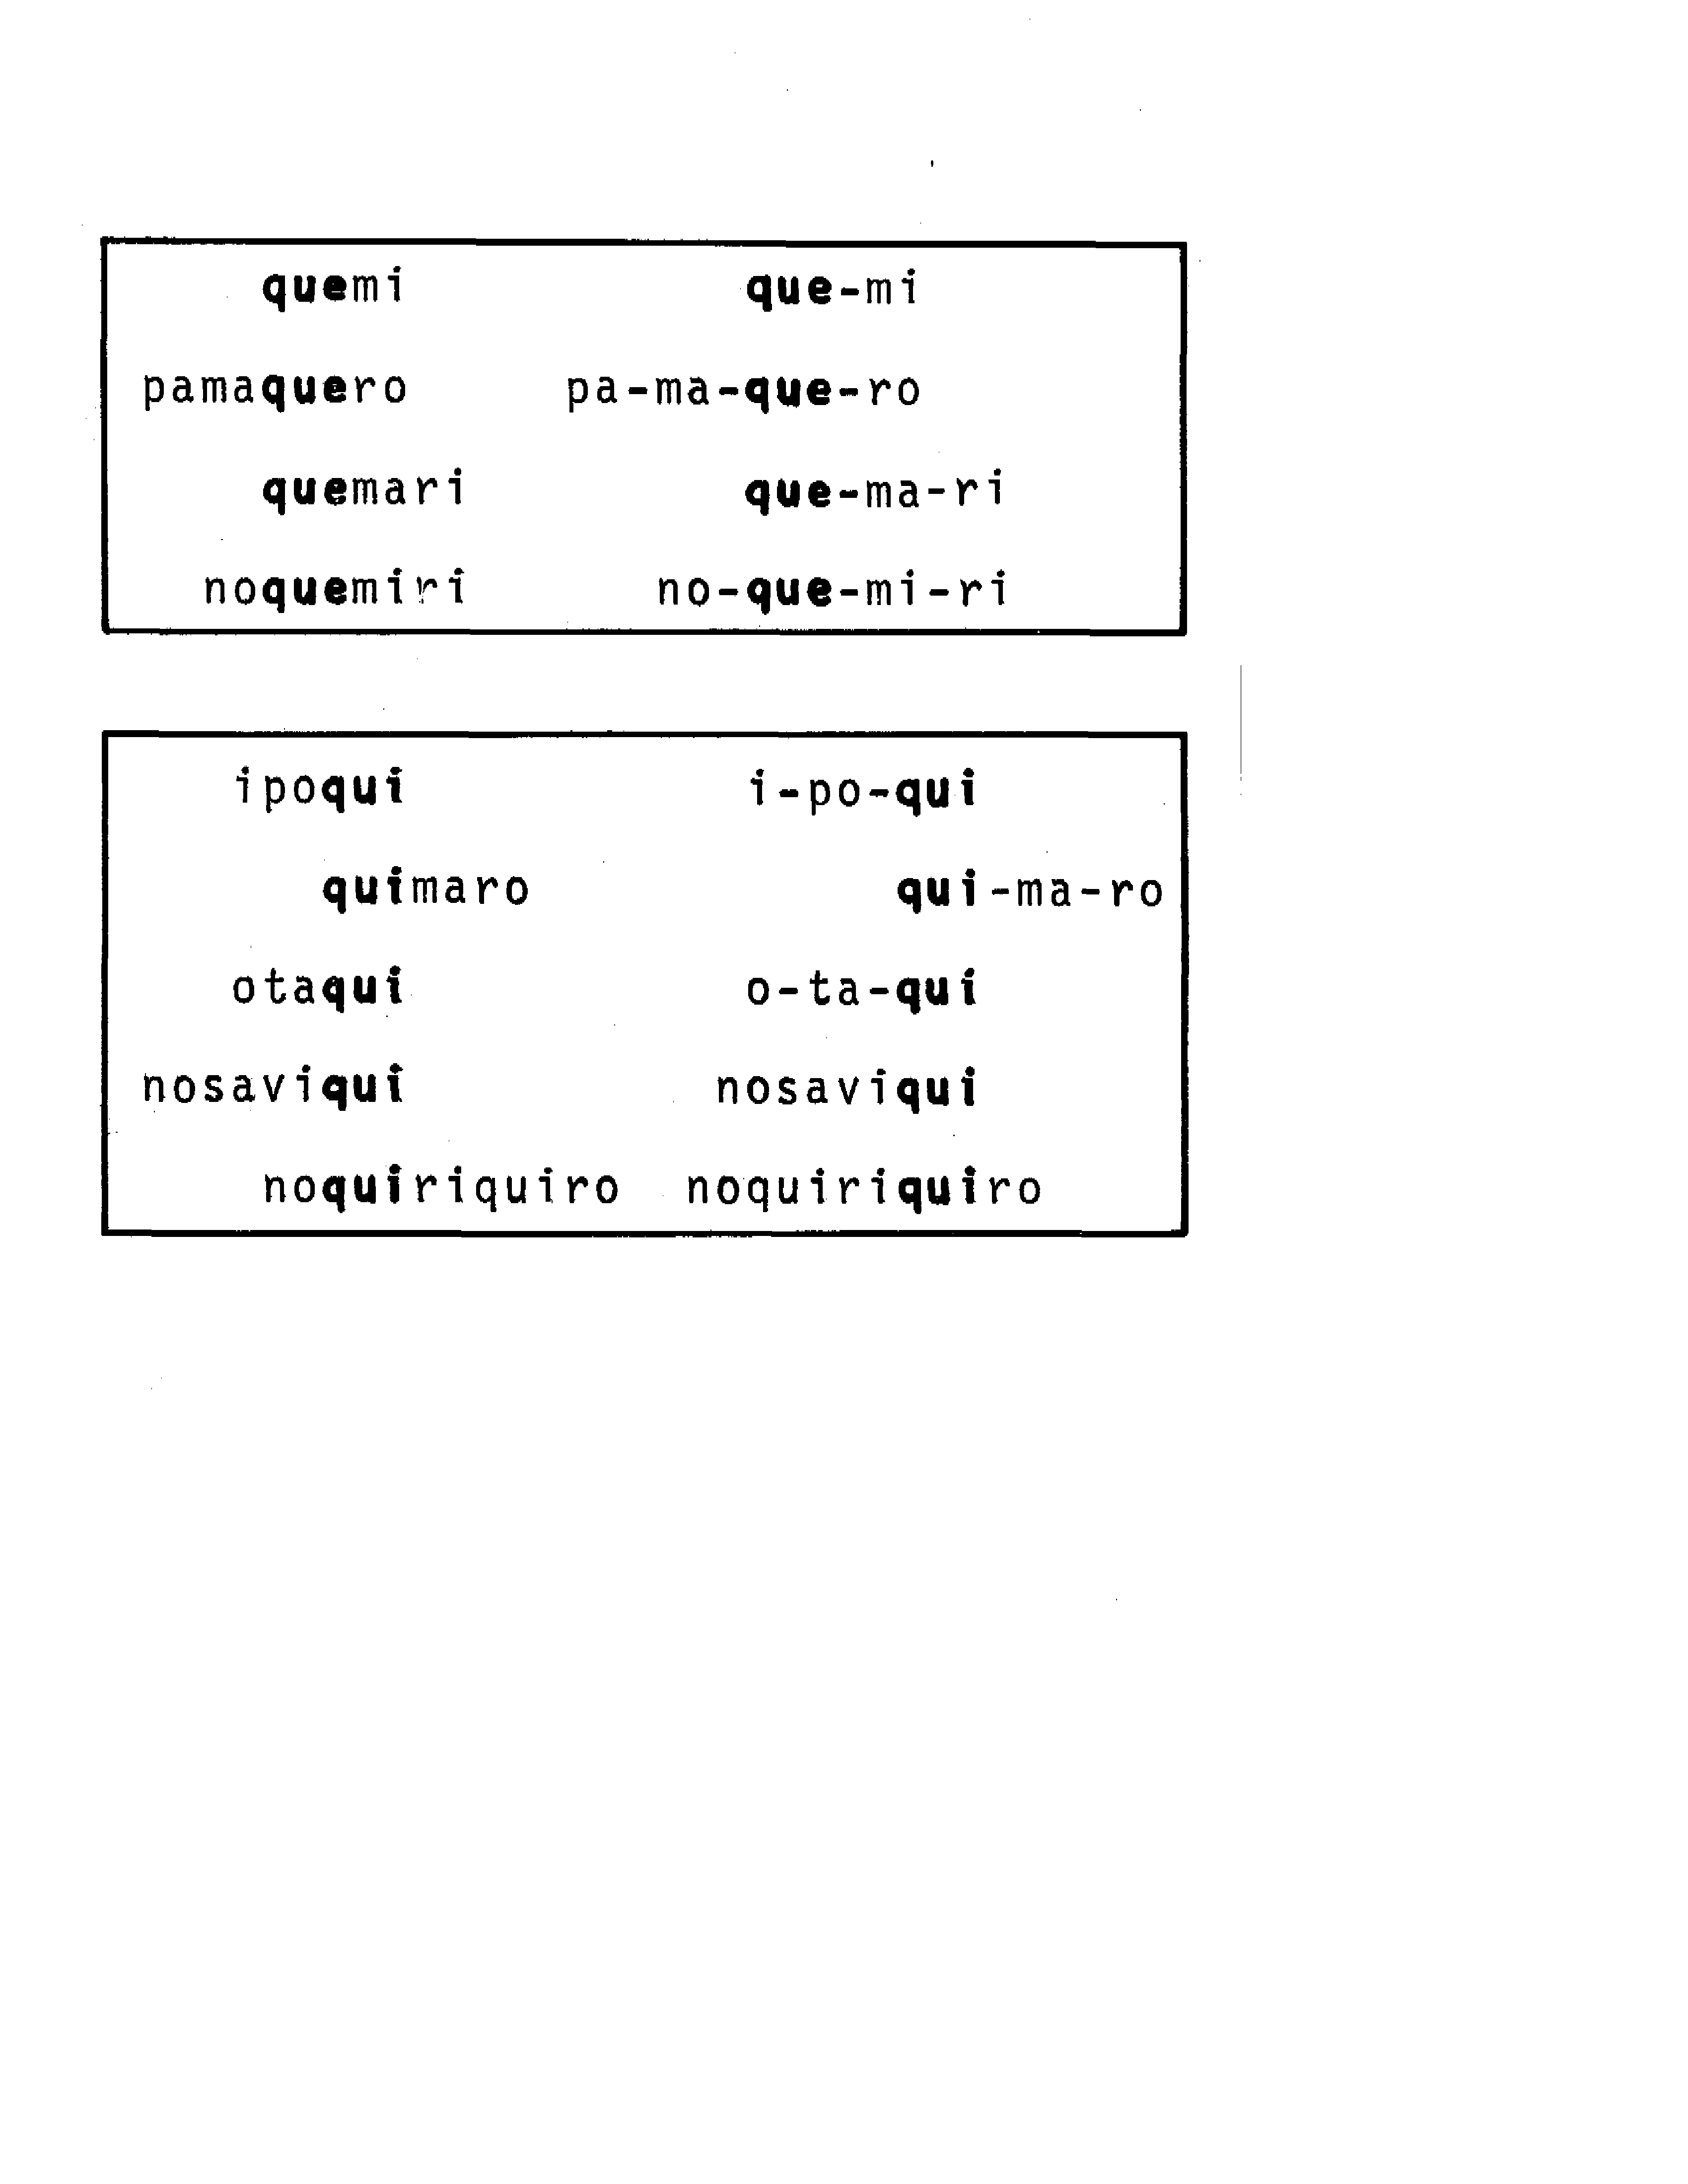 quemi que-mi
pamaquero pa-ma-que-ro
quemari que-ma-ri
noquemiri no-que-mi-ri
ipoqui i-po-qui
quimaro qui-ma-ro
otaqui o-ta-qui
nosaviqui nosaviqui
noquiriquiro noquiriquiro